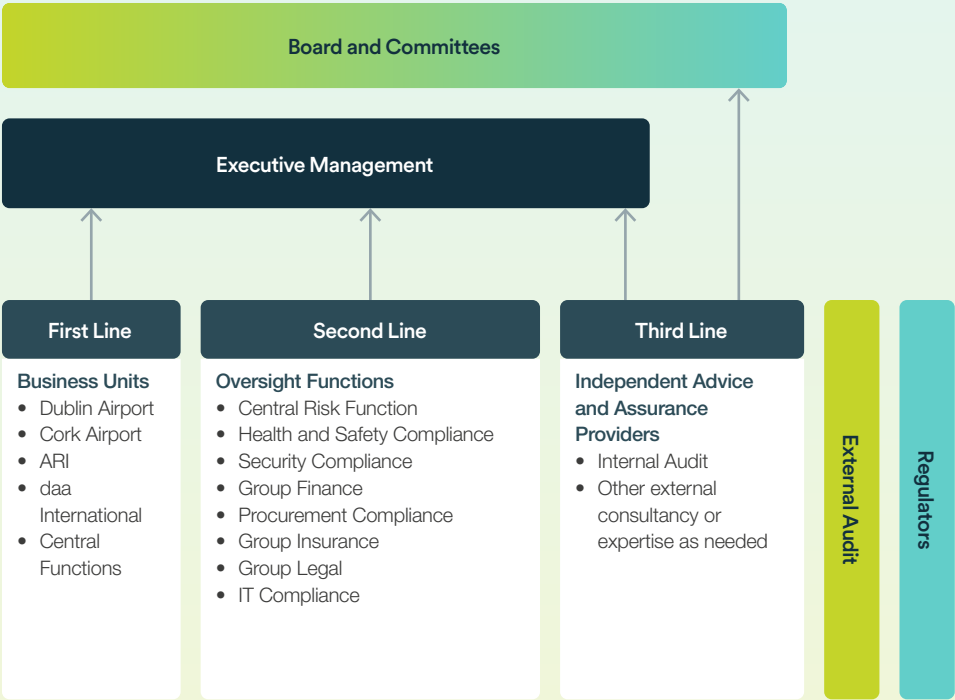 Board and Committees
Executive Management
First Line
Business Units
• Dublin Airport
• Cork Airport
• ARI
• daa
International
• Central
Functions
Second Line
Oversight Functions
• Central Risk Function
• Health and Safety Compliance
• Security Compliance
• Group Finance
• Procurement Compliance
• Group Insurance
• Group Legal
• IT Compliance
Third Line
Independent Advice
and Assurance
Providers
• Internal Audit
• Other external
consultancy or
expertise as needed
External Audit
Regulators